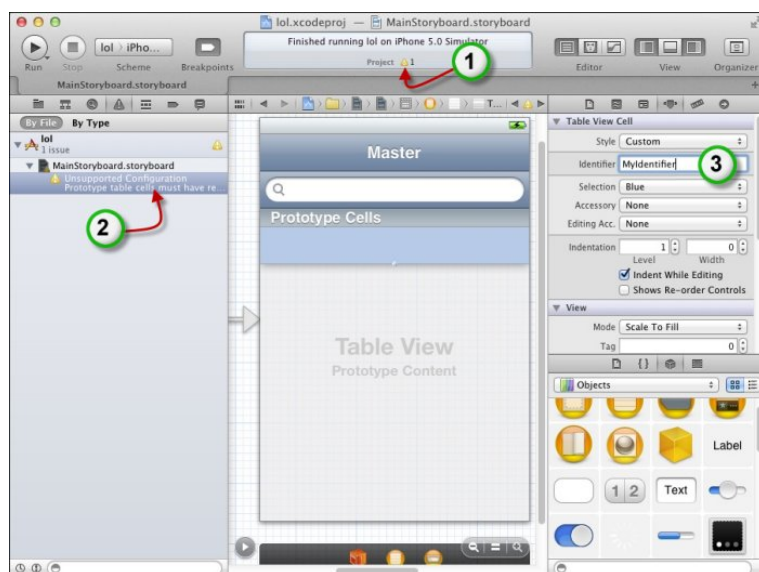 lol.xcodeproj — MainStoryboard.storyboard
lol iPho...
Finished running lol on iPhone 5.0 Simulator
Project 1
1
Run Stop Scheme Breakpoints
Editor View Organizer
MainStoryboard.storyboard
T...
By File By Type
lol
1 issue
MainStoryboard.storyboard
Unsupported Configuration
Prototype table cells must have re...
2
Master
Prototype Cells
Table View
Prototype Content
Table View Cell
Style Custom
Identifier MyIdentifier
3
Selection Blue
Accessory None
Editing Acc. None
Indentation 1 0
Level Width
Indent While Editing
Shows Re-order Controls
View
Mode Scale To Fill
Tag 0
Objects
Label
1 2 Text